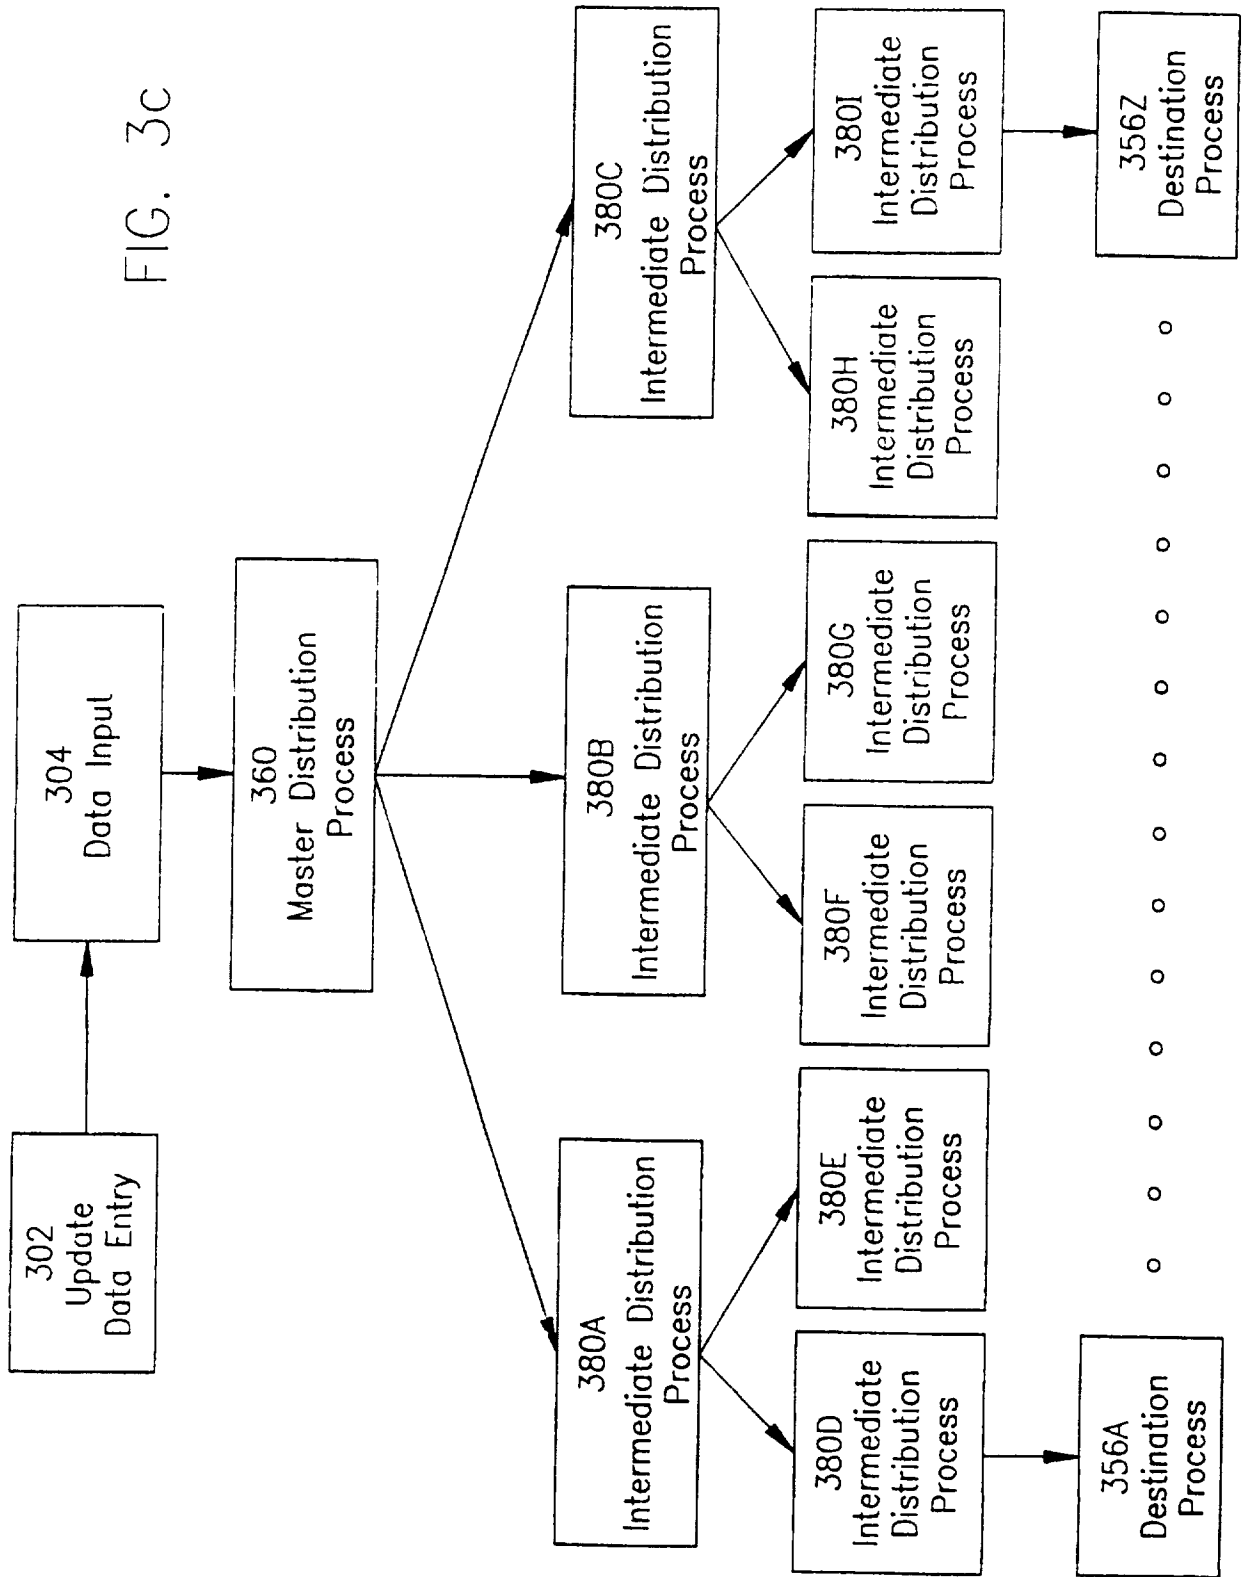 FIG. 3c
302
Update
Data Entry
304
Data Input
360
Master Distribution
Process
380A
Intermediate Distribution
Process
380B
Intermediate Distribution
Process
380C
Intermediate Distribution
Process
380D
Intermediate
Distribution
Process
380E
Intermediate
Distribution
Process
380F
Intermediate
Distribution
Process
380G
Intermediate
Distribution
Process
380H
Intermediate
Distribution
Process
380I
Intermediate
Distribution
Process
356A
Destination
Process
356Z
Destination
Process